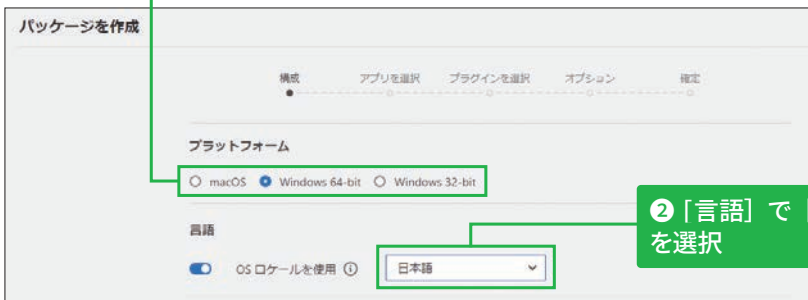 パッケージを作成
構成 アプリを選択 プラグインを選択 オプション 確定
プラットフォーム
macOS Windows 64-bit Windows 32-bit
❷［言語］で［
を選択
言語
OS ロケールを使用 日本語